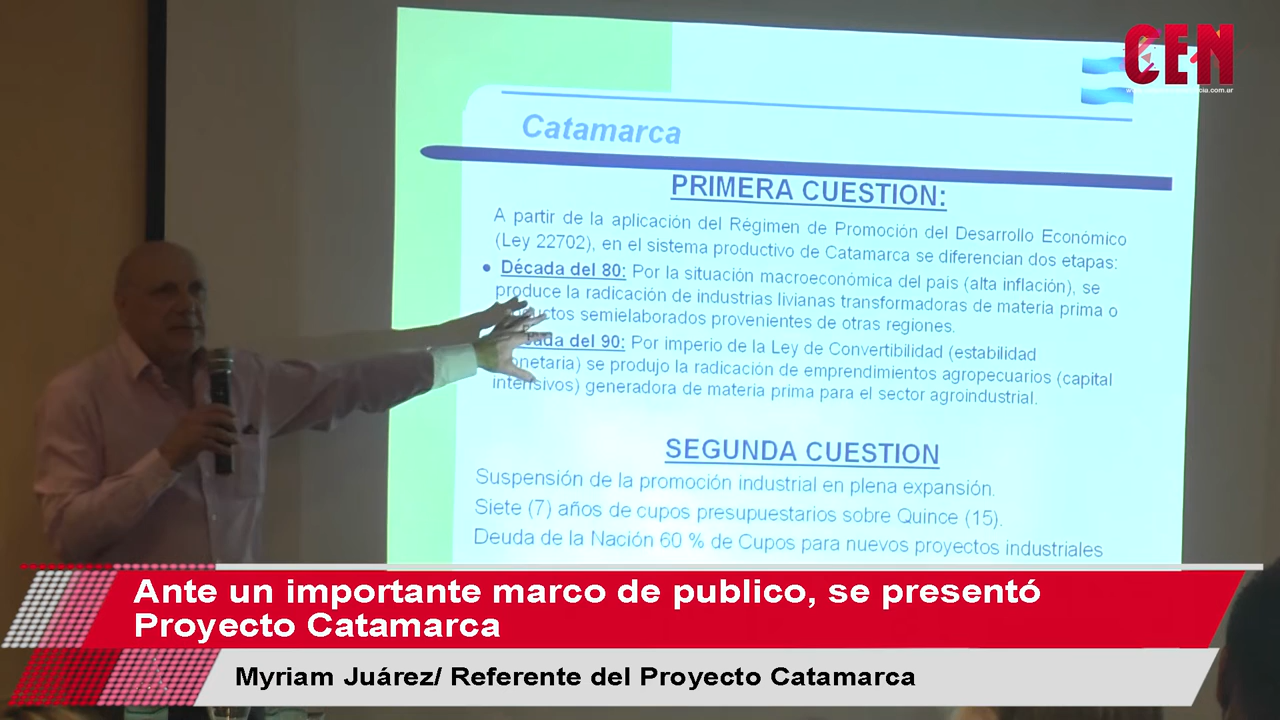 CEN
Catamarca
PRIMERA CUESTION:
A partir de la aplicación del Régimen de Promoción del Desarrollo Económico
(Ley 22702), en el sistema productivo de Catamarca se diferencian dos etapas:
• Década del 80: Por la situación macroeconómica del pais (alta inflación), se
produce la radicación de industrias livianas transformadoras de materia prima o
semielaborados provenientes de otras regiones.
del 90: Por imperio de la Ley de Convertibilidad (estabilidad
se produjo la radicación de emprendimientos agropecuarios (capital
intensivos) generadora de materia prima para el sector agroindustrial.
SEGUNDA CUESTION
Suspensión de la promoción industrial en plena expansión.
Siete (7) años de cupos presupuestarios sobre Quince (15).
Deuda de la Nación 60 % de Cupos para nuevos proyectos industriales
Ante un importante marco de publico, se presentó
Proyecto Catamarca
Myriam Juárez/ Referente del Proyecto Catamarca